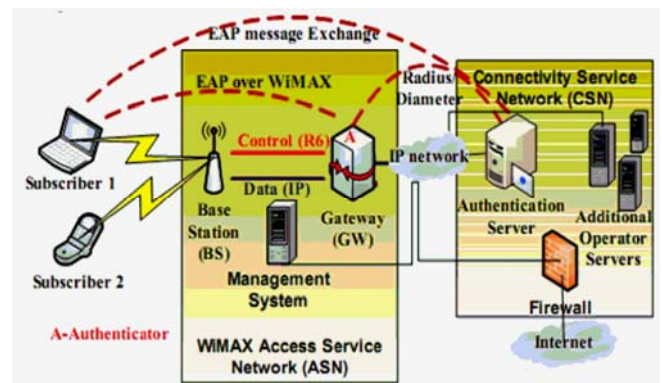 EAP message Exchange
EAP over WiMAX
Radius/
Diameter
Connectivity Service
Network (CSN)
A
Control (R6)
IP network
Subscriber 1
Data (IP)
Base
Station
(BS)
Gateway
(GW)
Authentication
Server
Additional
Operator
Servers
Subscriber 2
Management
System
Firewall
A-Authenticator
Internet
WiMAX Access Service
Network (ASN)